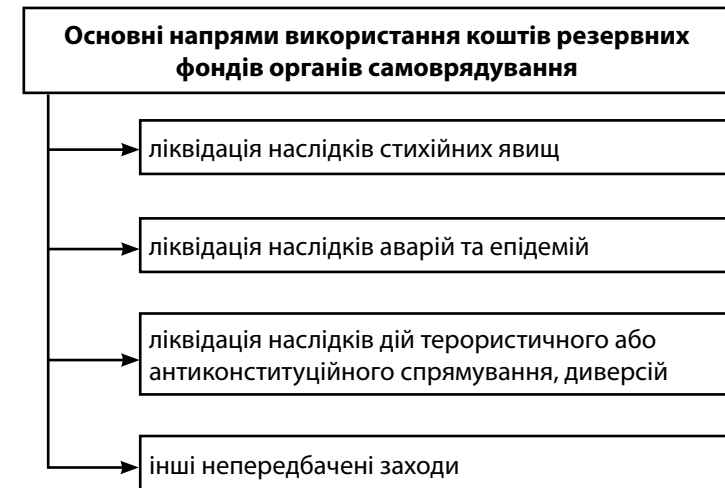 Основні напрями використання коштів резервних
фондів органів самоврядування
ліквідація наслідків стихійних явищ
ліквідація наслідків аварій та епідемій
ліквідація наслідків дій терористичного або
антиконституційного спрямування, диверсій
інші непередбачені заходи